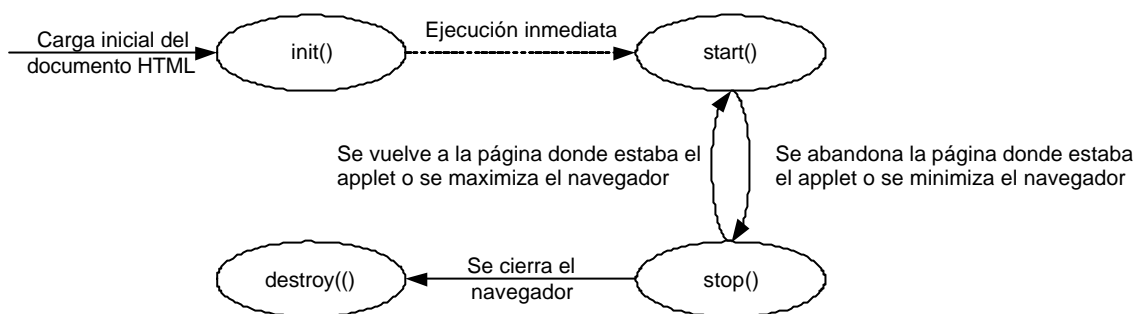 Carga inicial del
documento HTML
init()
Ejecución inmediata
start()
Se vuelve a la página donde estaba el
applet o se maximiza el navegador
Se abandona la página donde estaba
el applet o se minimiza el navegador
destroy(()
Se cierra el
navegador
stop()